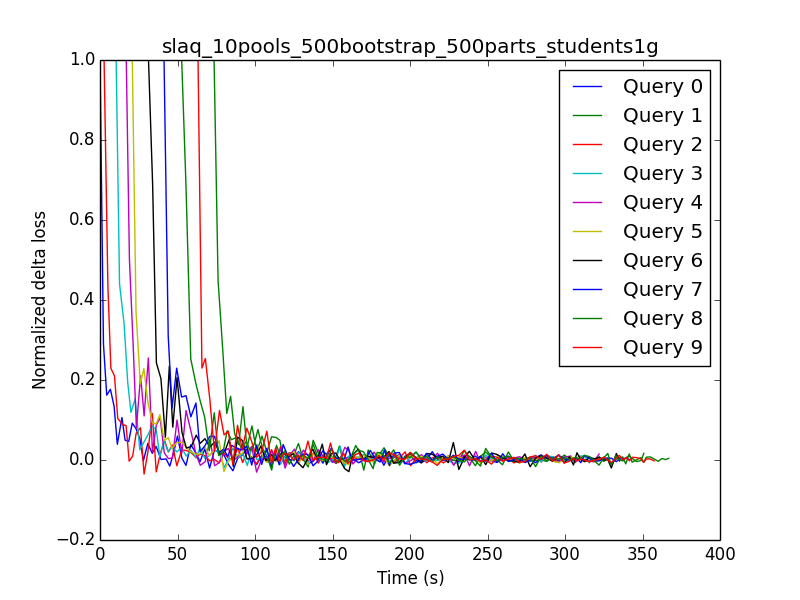 slaq_10pools_500bootstrap_500parts_students1g
1.0
0.8
0.6
0.4
0.2
0.0
−0.2
Normalized delta loss
0 50 100 150 200 250 300 350 400
Time (s)
Query 0
Query 1
Query 2
Query 3
Query 4
Query 5
Query 6
Query 7
Query 8
Query 9